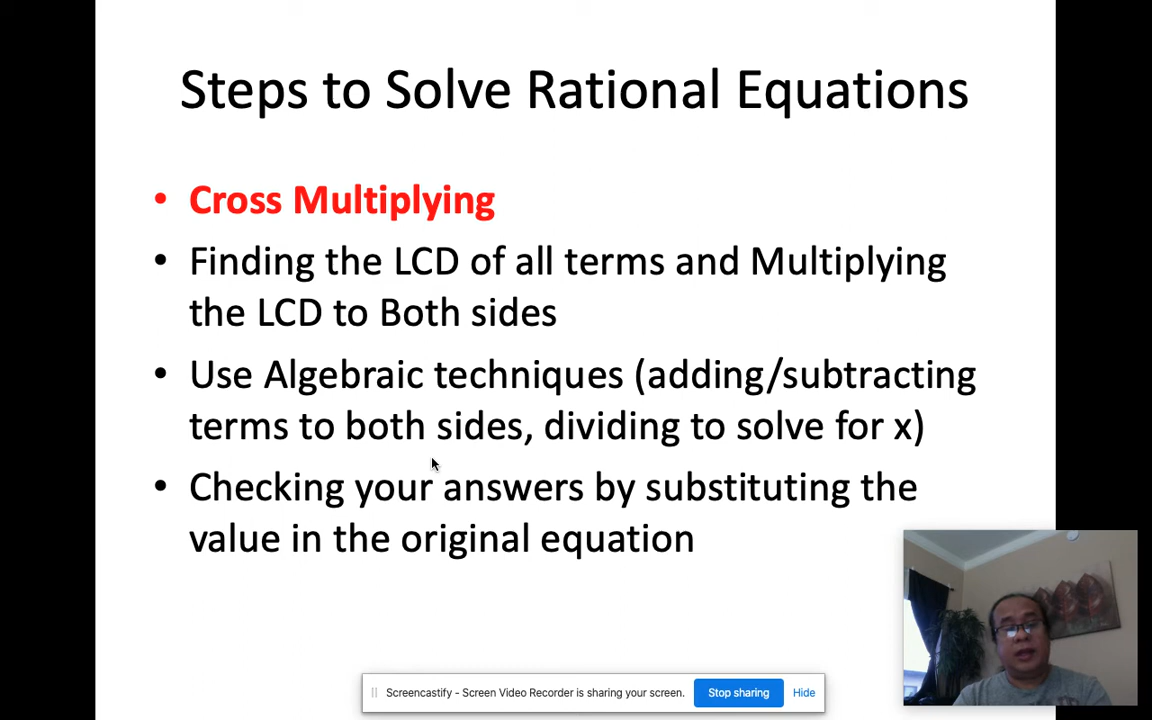 Steps to Solve Rational Equations
• Cross Multiplying
• Finding the LCD of all terms and Multiplying
the LCD to Both sides
• Use Algebraic techniques (adding/subtracting
terms to both sides, dividing to solve for x)
• Checking your answers by substituting the
value in the original equation
Screencastify - Screen Video Recorder is sharing your screen. Stop sharing Hide